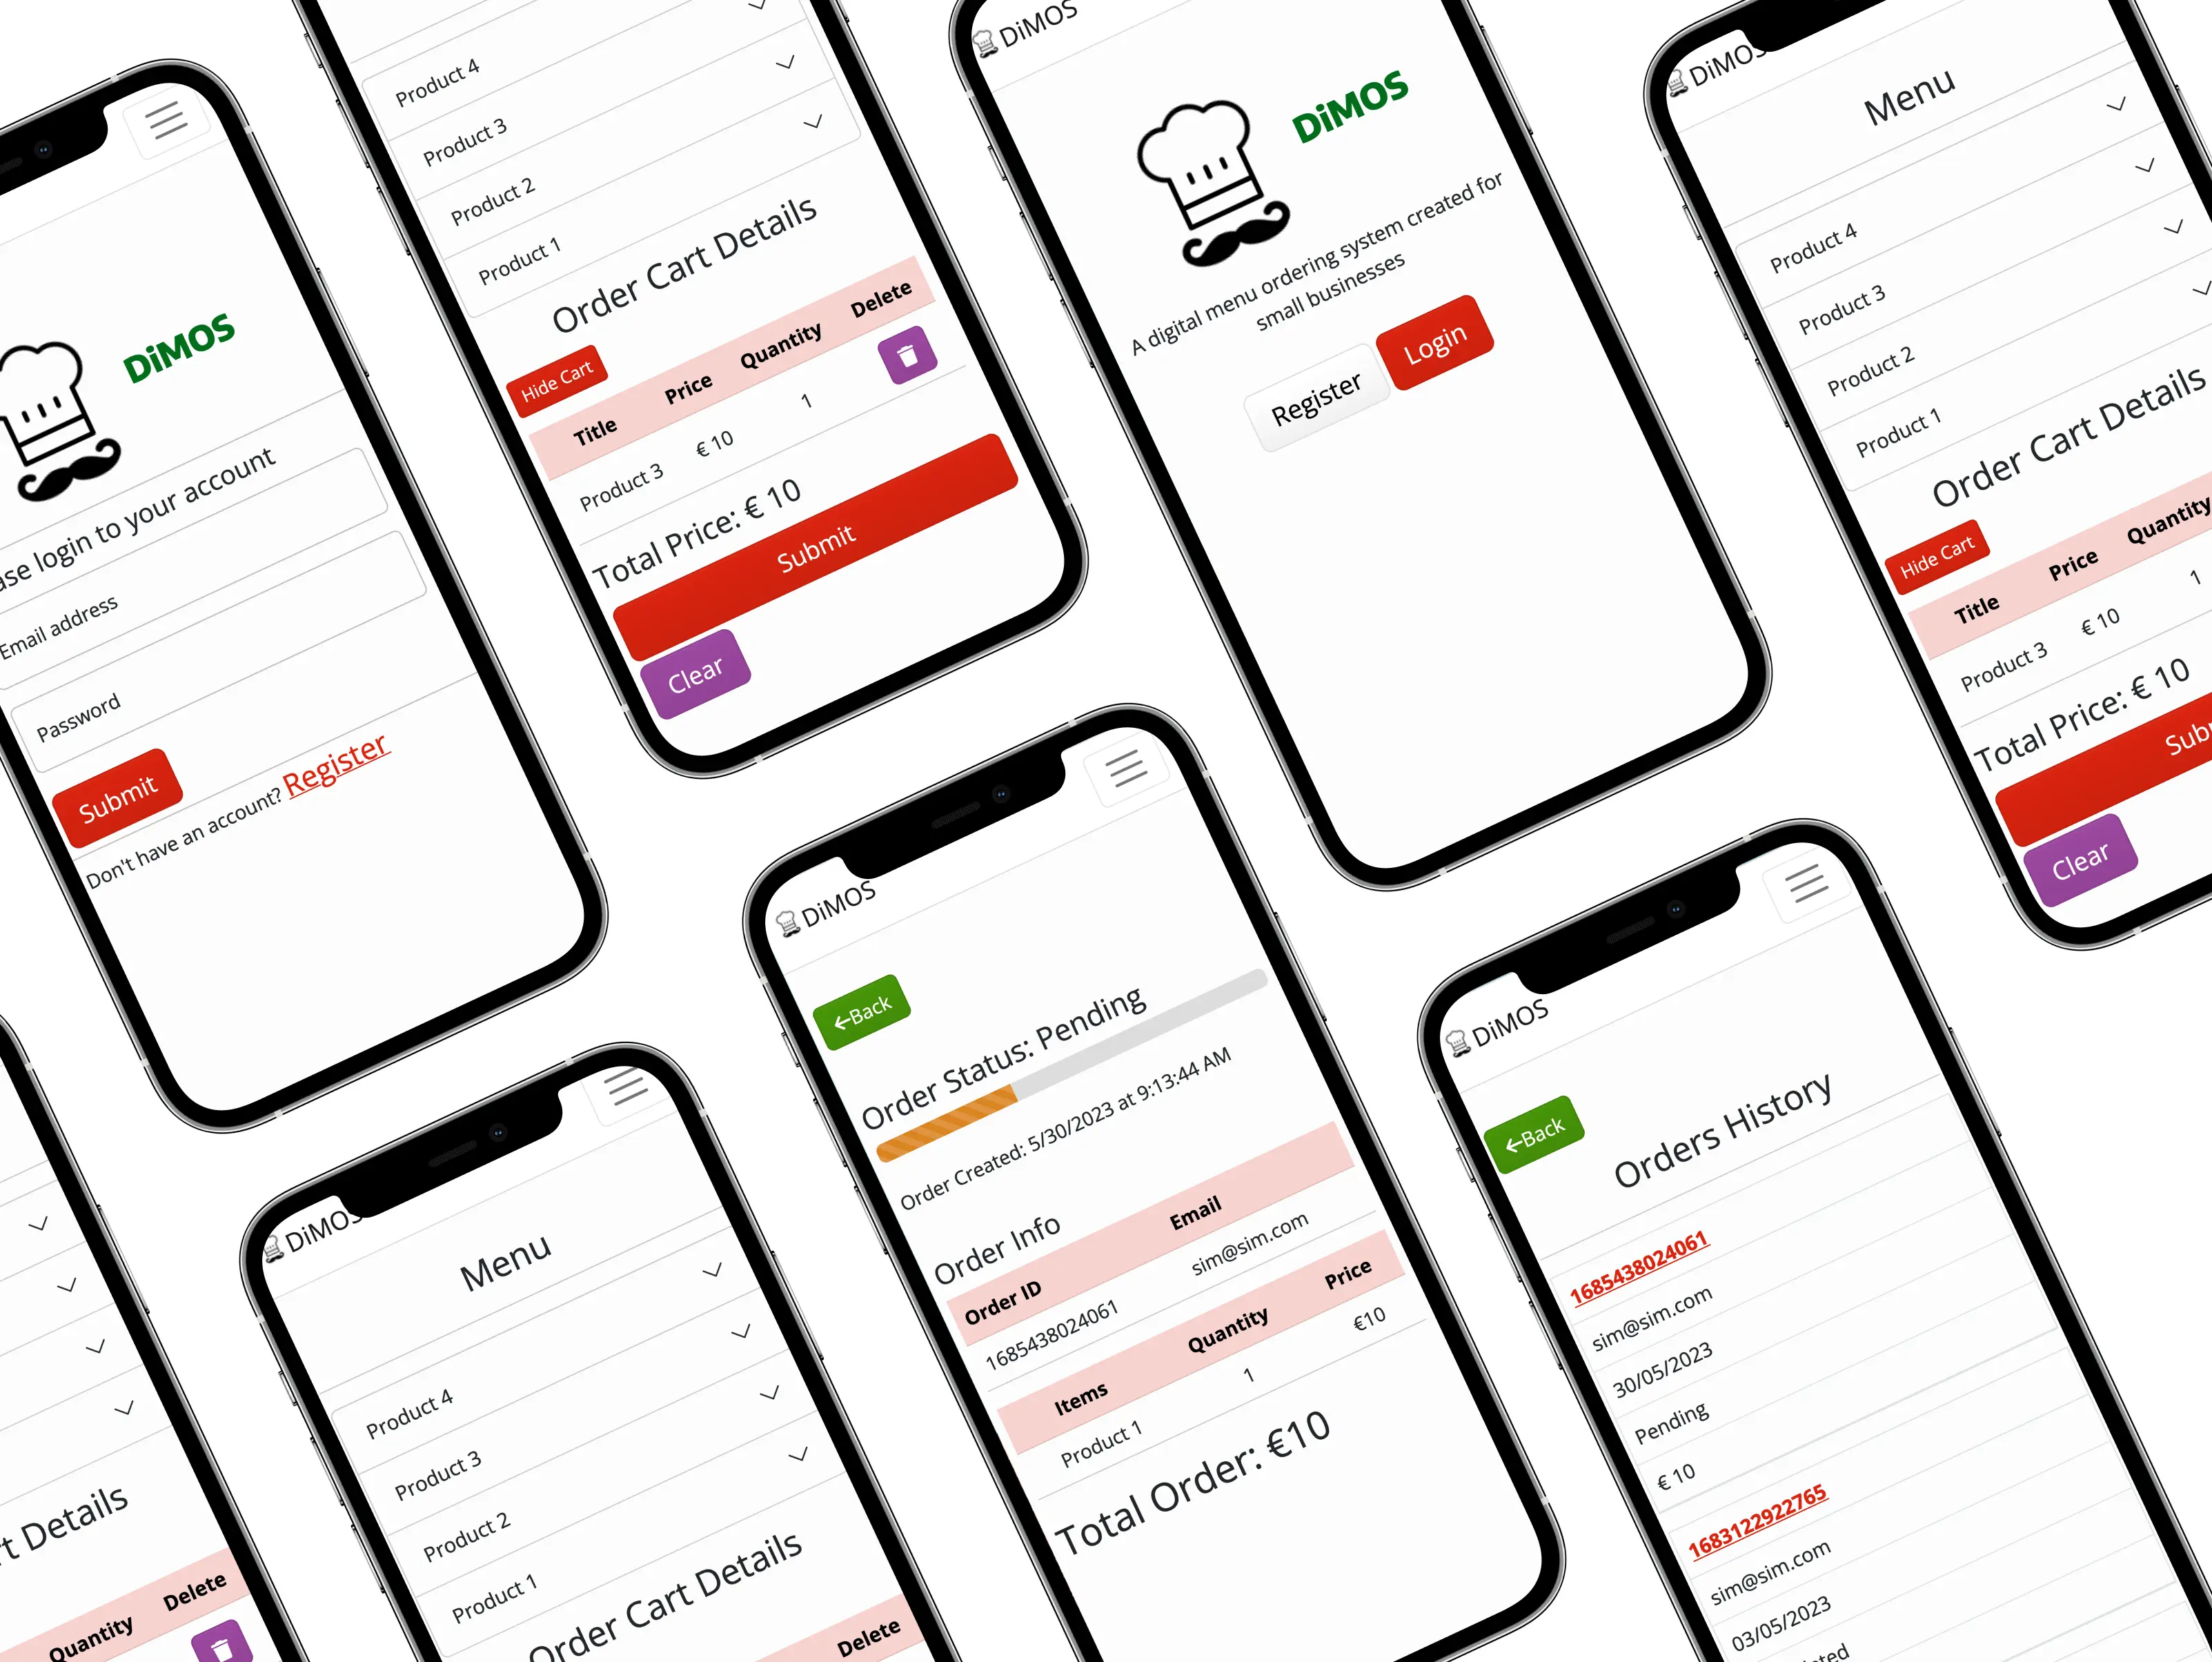 DiMOS
ase login to your account
Email address
Password
Submit
Don't have an account? Register
Product 4
Product 3
Product 2
Product 1
Order Cart Details
Hide Cart
Title Price Quantity Delete
Product 3 € 10 1
Total Price: € 10
Submit
Clear
DiMOS
DiMOS
A digital menu ordering system created for
small businesses
Register Login
DiMOS
Menu
Product 4
Product 3
Product 2
Product 1
Order Cart Details
Hide Cart
Title Price Quantity
Product 3 € 10 1
Total Price: € 10
Sub
Clear
t Details
Quantity Delete
DiMOS
Menu
Product 4
Product 3
Product 2
Product 1
Order Cart Details
Delete
DiMOS
←Back
Order Status: Pending
Order Created: 5/30/2023 at 9:13:44 AM
Order Info
Order ID Email
1685438024061 sim@sim.com
Items Quantity Price
Product 1 1 €10
Total Order: €10
DiMOS
←Back
Orders History
1685438024061
sim@sim.com
30/05/2023
Pending
€ 10
1683122922765
sim@sim.com
03/05/2023